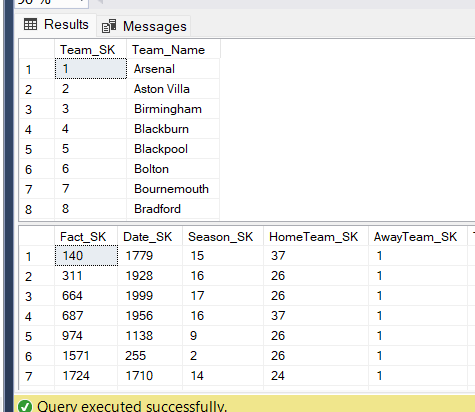 90 %
Results Messages
Team_SK Team_Name
1 1 Arsenal
2 2 Aston Villa
3 3 Birmingham
4 4 Blackburn
5 5 Blackpool
6 6 Bolton
7 7 Bournemouth
8 8 Bradford
Fact_SK Date_SK Season_SK HomeTeam_SK AwayTeam_SK
1 140 1779 15 37 1
2 311 1928 16 26 1
3 664 1999 17 26 1
4 687 1956 16 37 1
5 974 1138 9 26 1
6 1571 255 2 26 1
7 1724 1710 14 24 1
Query executed successfully.